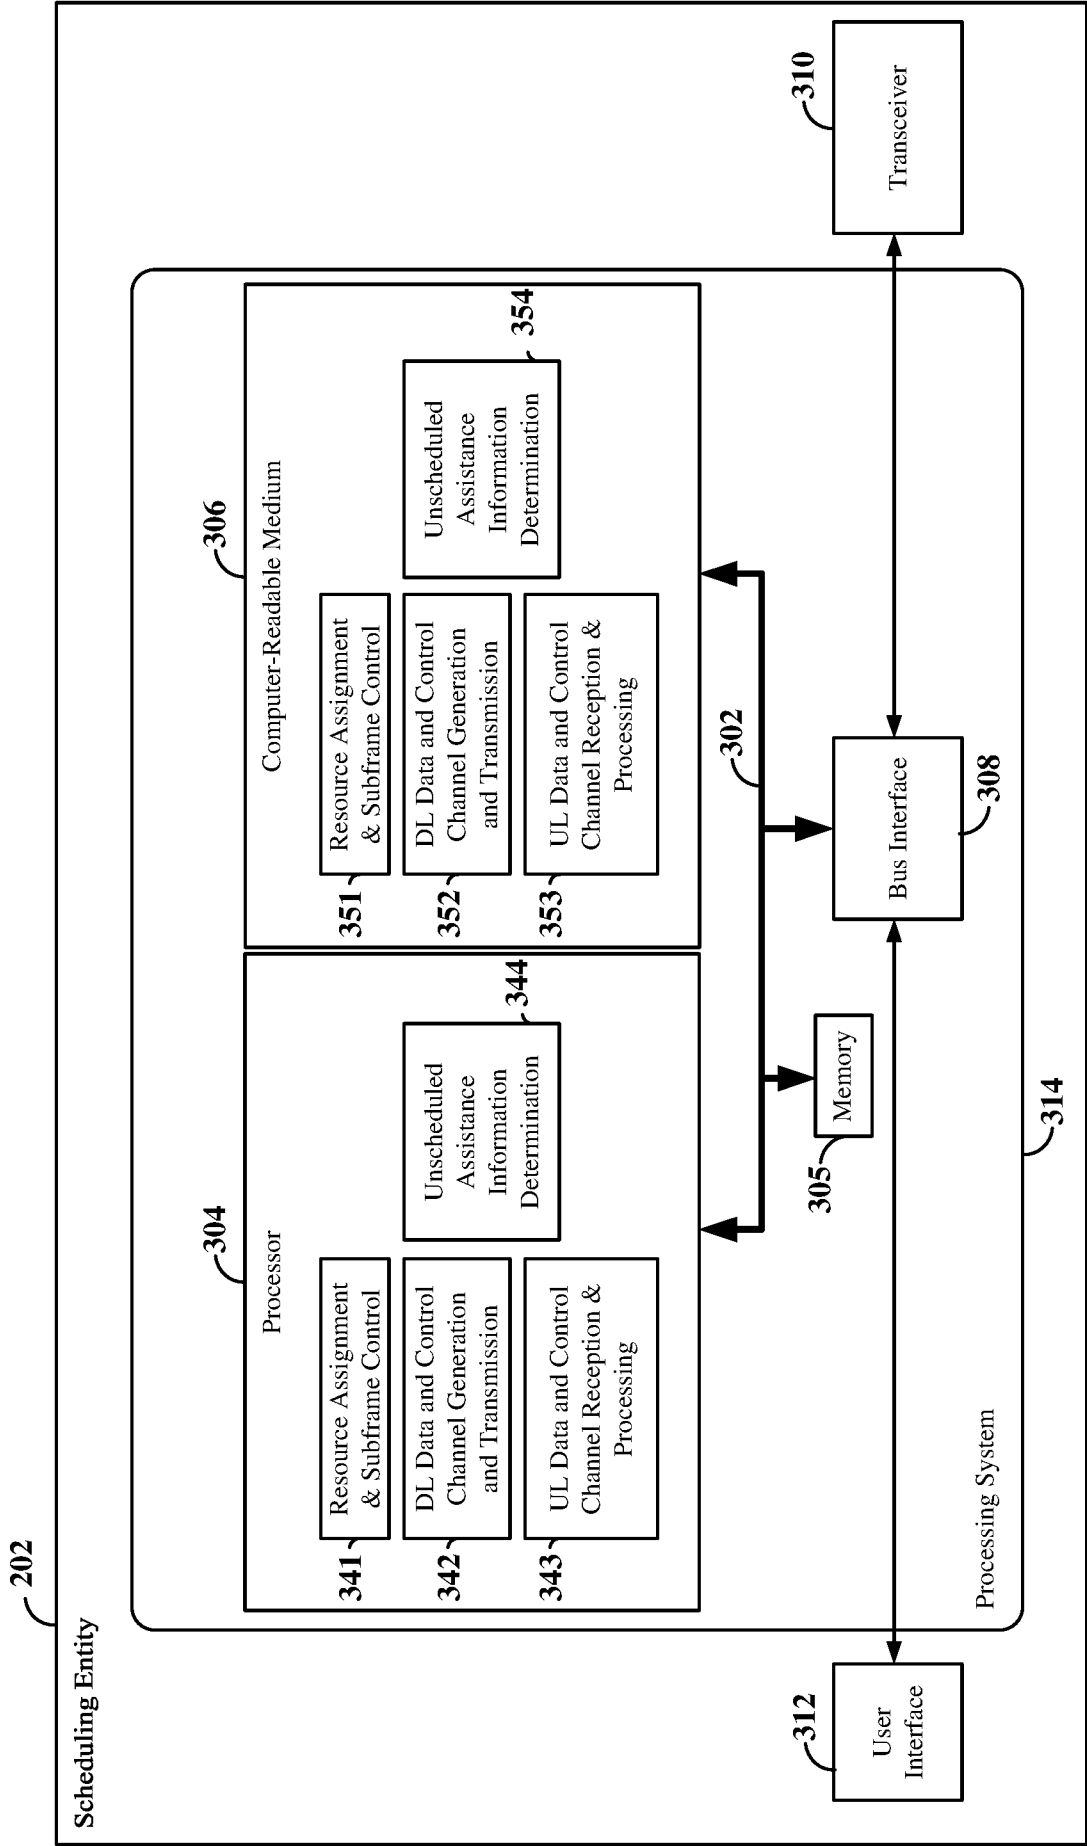 202
Scheduling Entity
304
Processor
341
Resource Assignment
& Subframe Control
342
DL Data and Control
Channel Generation
and Transmission
343
UL Data and Control
Channel Reception &
Processing
Unscheduled
Assistance
Information
Determination
344
306
Computer-Readable Medium
351
Resource Assignment
& Subframe Control
352
DL Data and Control
Channel Generation
and Transmission
353
UL Data and Control
Channel Reception &
Processing
Unscheduled
Assistance
Information
Determination
354
302
305
Memory
312
User
Interface
Bus Interface
308
310
Transceiver
Processing System
314